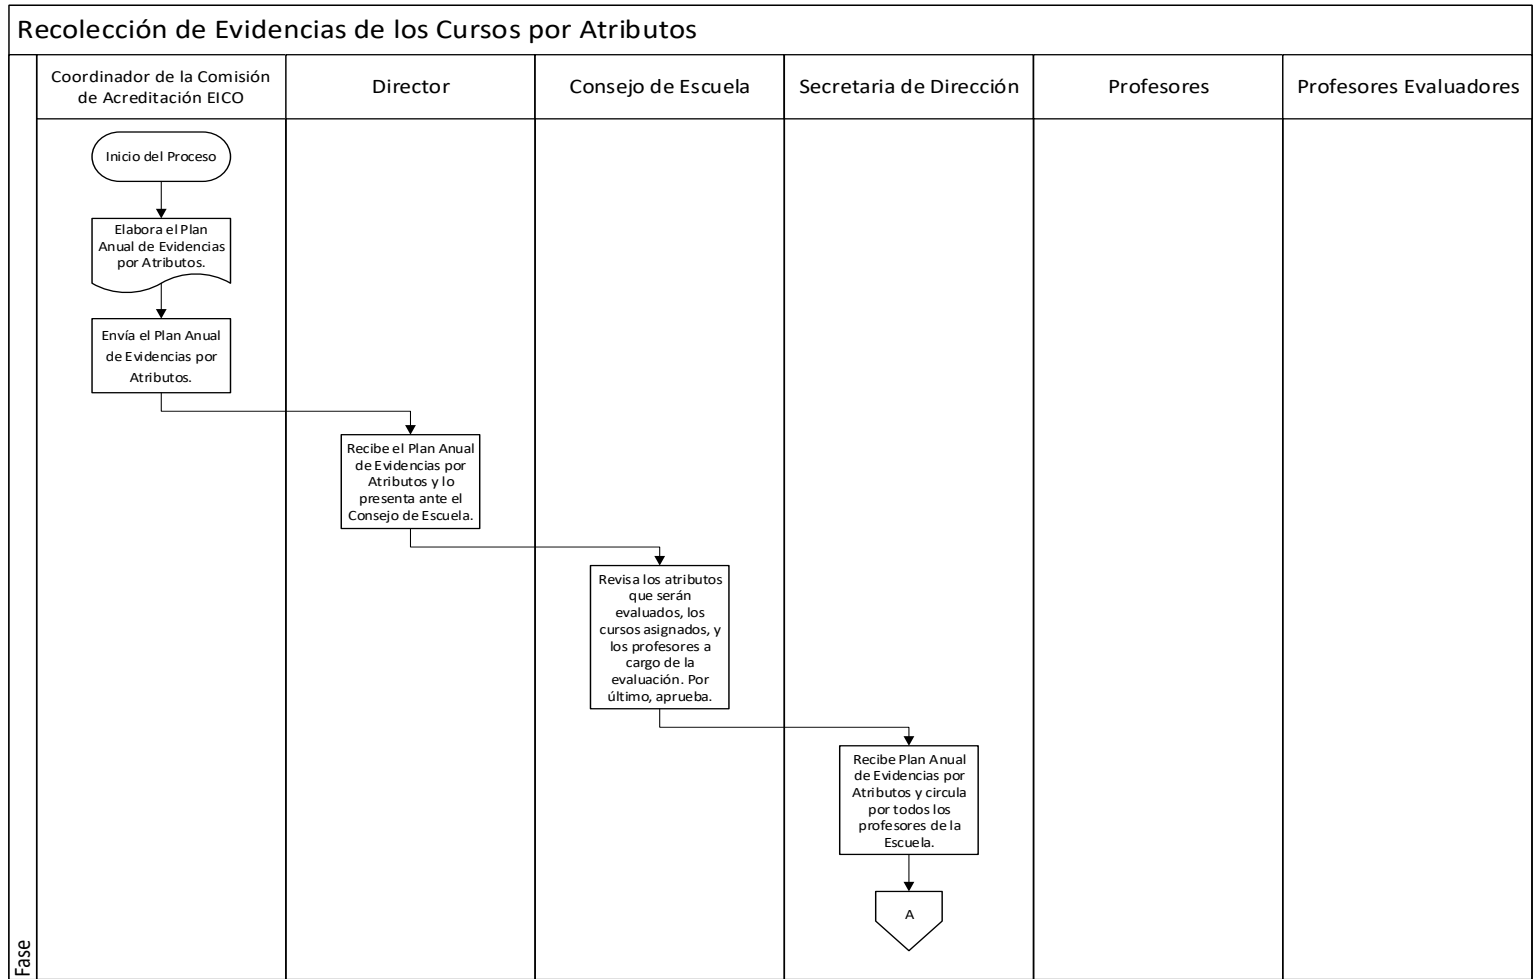 Recolección de Evidencias de los Cursos por Atributos
Coordinador de la Comisión
de Acreditación EICO
Director
Consejo de Escuela
Secretaria de Dirección
Profesores
Profesores Evaluadores
Inicio del Proceso
Elabora el Plan
Anual de Evidencias
por Atributos.
Envía el Plan Anual
de Evidencias por
Atributos.
Recibe el Plan Anual
de Evidencias por
Atributos y lo
presenta ante el
Consejo de Escuela.
Revisa los atributos
que serán
evaluados, los
cursos asignados, y
los profesores a
cargo de la
evaluación. Por
último, aprueba.
Recibe Plan Anual
de Evidencias por
Atributos y circula
por todos los
profesores de la
Escuela.
A
Fase